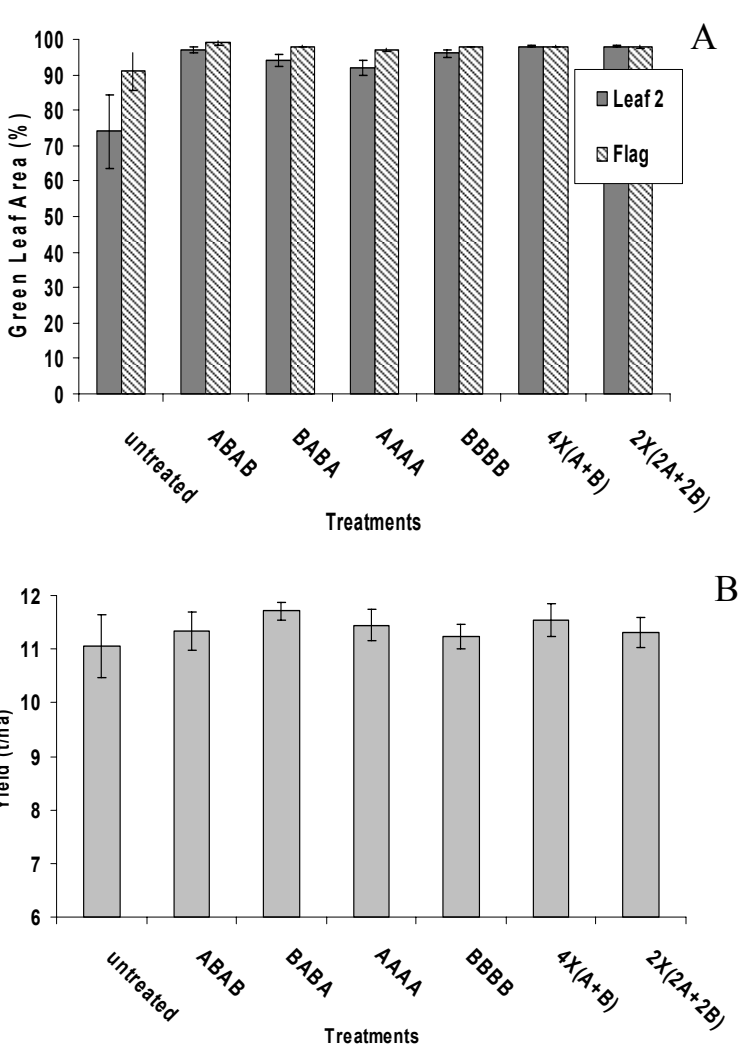 A
100
90
80
70
60
50
40
30
20
10
0
Green Leaf Area (%)
Leaf 2
Flag
untreated
ABAB
BABA
AAAA
BBBB
4X(A+B)
2X(2A+2B)
Treatments
B
12
11
10
9
8
7
6
Yield (t/ha)
untreated
ABAB
BABA
AAAA
BBBB
4X(A+B)
2X(2A+2B)
Treatments